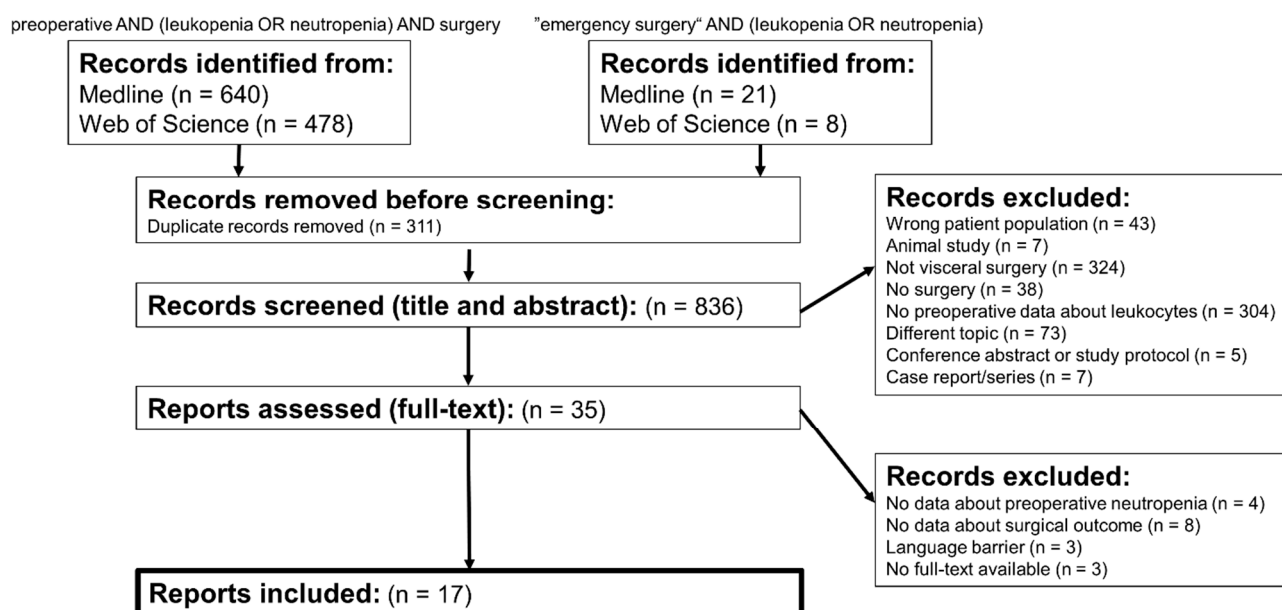 preoperative AND (leukopenia OR neutropenia) AND surgery
"emergency surgery“ AND (leukopenia OR neutropenia)
Records identified from:
Medline (n = 640)
Web of Science (n = 478)
Records identified from:
Medline (n = 21)
Web of Science (n = 8)
Records removed before screening:
Duplicate records removed (n = 311)
Records screened (title and abstract): (n = 836)
Records excluded:
Wrong patient population (n = 43)
Animal study (n = 7)
Not visceral surgery (n = 324)
No surgery (n = 38)
No preoperative data about leukocytes (n = 304)
Different topic (n = 73)
Conference abstract or study protocol (n = 5)
Case report/series (n = 7)
Reports assessed (full-text): (n = 35)
Records excluded:
No data about preoperative neutropenia (n = 4)
No data about surgical outcome (n = 8)
Language barrier (n = 3)
No full-text available (n = 3)
Reports included: (n = 17)